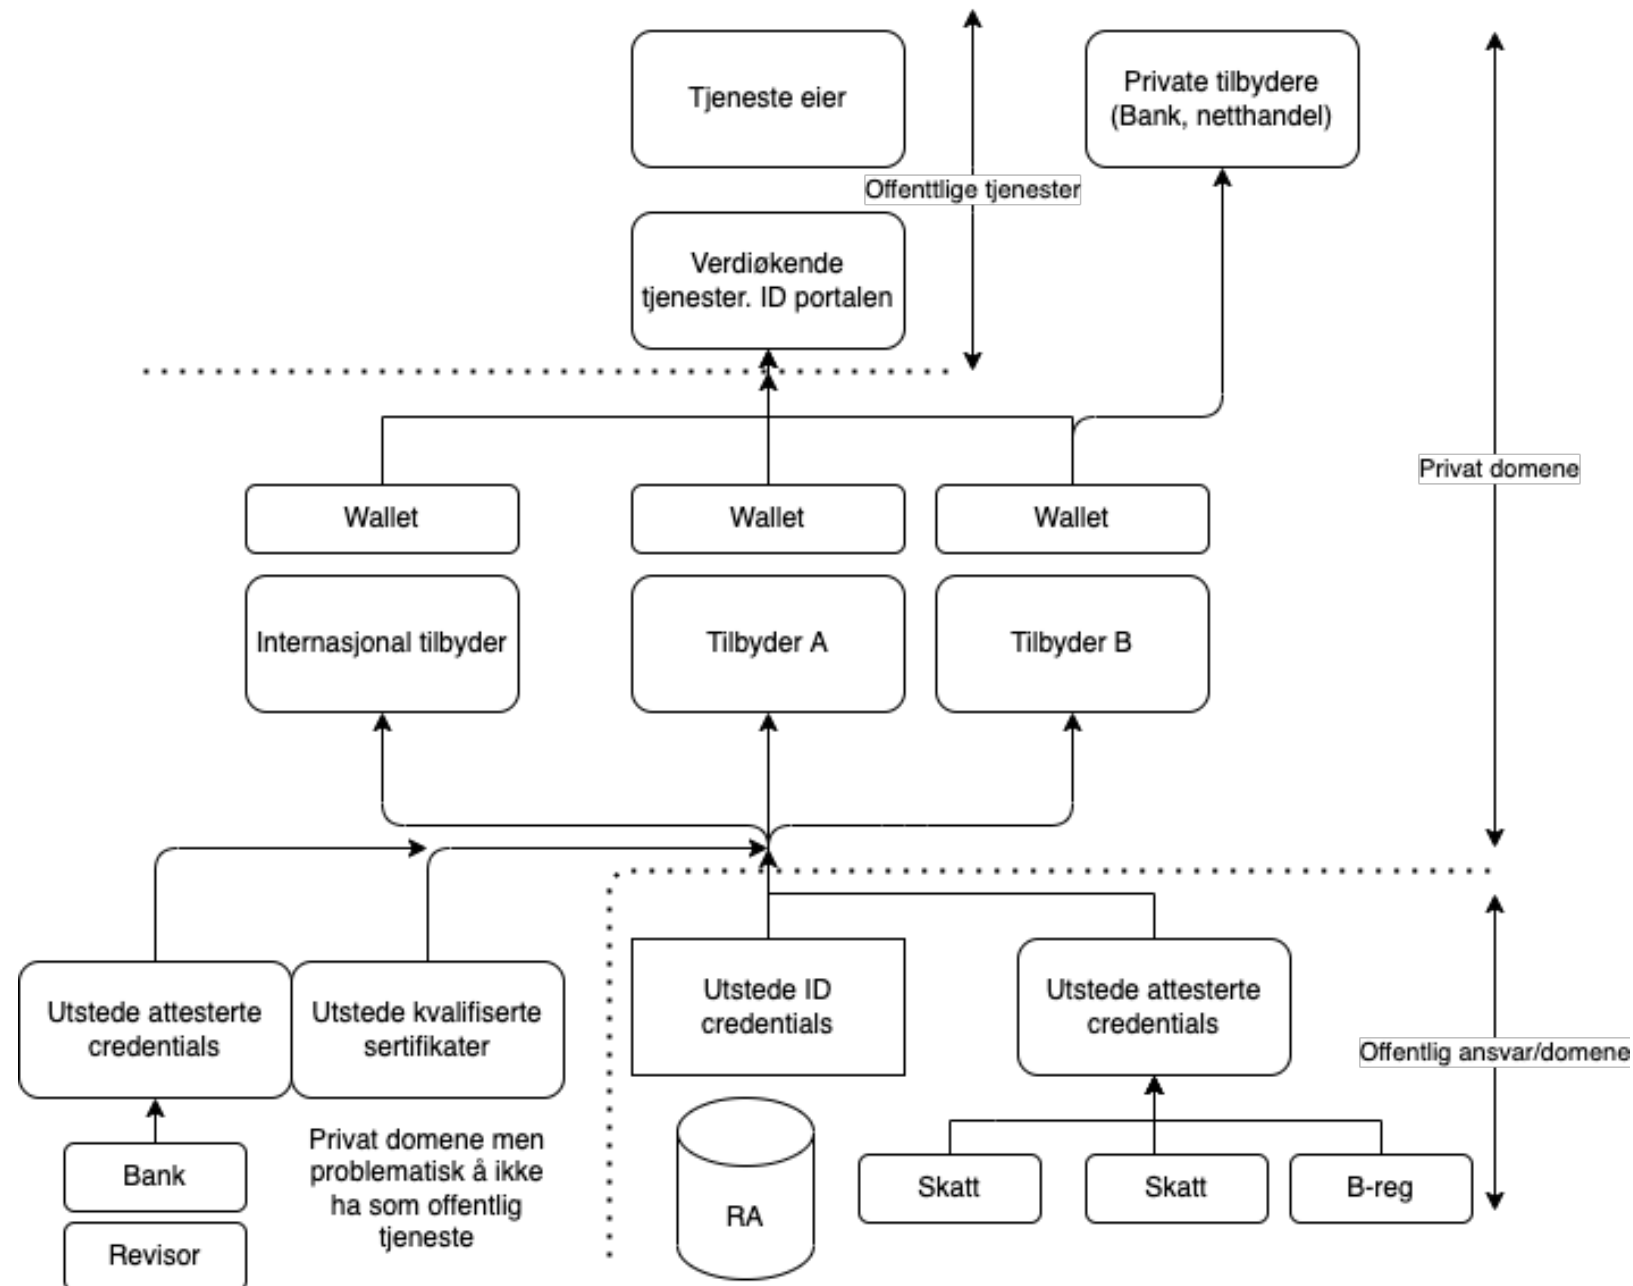 Tjeneste eier
Private tilbydere
(Bank, netthandel)
Offenttlige tjenester
Verdiøkende
tjenester. ID portalen
Privat domene
Wallet
Wallet
Wallet
Internasjonal tilbyder
Tilbyder A
Tilbyder B
Utstede attesterte
credentials
Utstede kvalifiserte
sertifikater
Utstede ID
credentials
Utstede attesterte
credentials
Offentlig ansvar/domene
Privat domene men
problematisk å ikke
ha som offentlig
tjeneste
Bank
Revisor
RA
Skatt
Skatt
B-reg